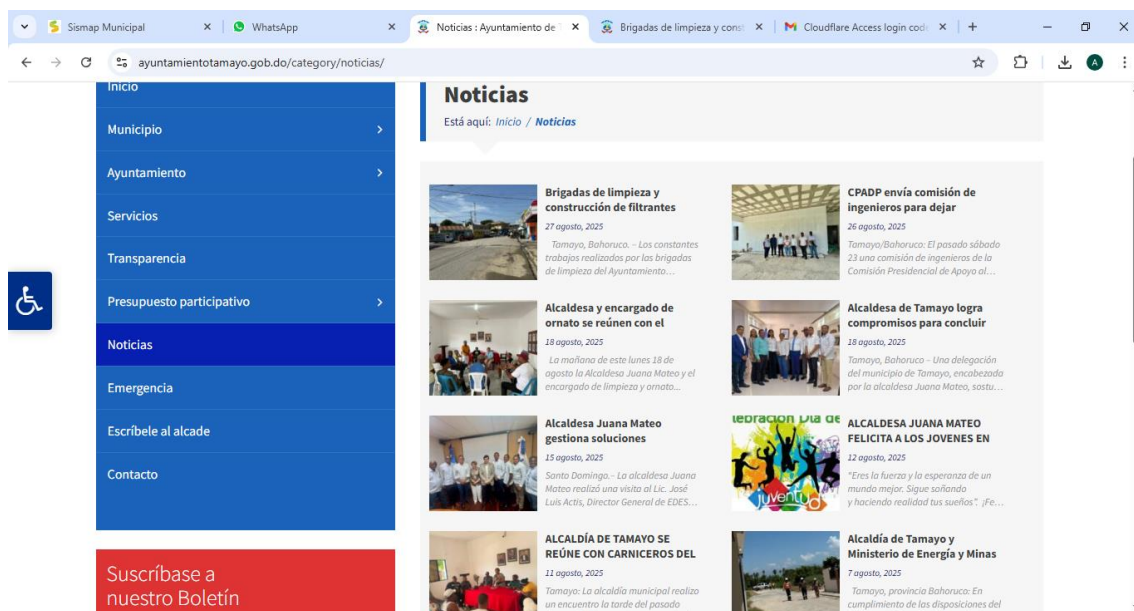 Sismap Municipal
WhatsApp
Noticias : Ayuntamiento de T
Brigadas de limpieza y cons
Cloudflare Access login code
ayuntamientotamayo.gob.do/category/noticias/
A
Inicio
Municipio
Ayuntamiento
Servicios
Transparencia
Presupuesto participativo
Noticias
Emergencia
Escríbele al alcade
Contacto
Suscríbase a
nuestro Boletín
Noticias
Está aquí: Inicio / Noticias
Brigadas de limpieza y
construcción de filtrantes
27 agosto, 2025
Tamayo, Bahoruco. – Los constantes
trabajos realizados por las brigadas
de limpieza del Ayuntamiento…
CPADP envía comisión de
ingenieros para dejar
26 agosto, 2025
Tamayo/Bahoruco: El pasado sábado
23 una comisión de ingenieros de la
Comisión Presidencial de Apoyo al…
Alcaldesa y encargado de
ornato se reúnen con el
18 agosto, 2025
La mañana de este lunes 18 de
agosto la Alcaldesa Juana Mateo y el
encargado de limpieza y ornato…
Alcaldesa de Tamayo logra
compromisos para concluir
18 agosto, 2025
Tamayo, Bahoruco – Una delegación
del municipio de Tamayo, encabezada
por la alcaldesa Juana Mateo, sostu…
Alcaldesa Juana Mateo
gestiona soluciones
15 agosto, 2025
Santo Domingo. - La alcaldesa Juana
Mateo realizó una visita al Lic. José
Luis Actis, Director General de EDES…
lebración Día de
juventud
ALCALDESA JUANA MATEO
FELICITA A LOS JOVENES EN
12 agosto, 2025
"Eres la fuerza y la esperanza de un
mundo mejor. Sigue soñando
y haciendo realidad tus sueños". ¡Fe…
ALCALDÍA DE TAMAYO SE
REÚNE CON CARNICEROS DEL
11 agosto, 2025
Tamayo: La alcaldía municipal realizo
un encuentro la tarde del pasado
Alcaldía de Tamayo y
Ministerio de Energía y Minas
7 agosto, 2025
Tamayo, provincia Bahoruco: En
cumplimiento de las disposiciones del